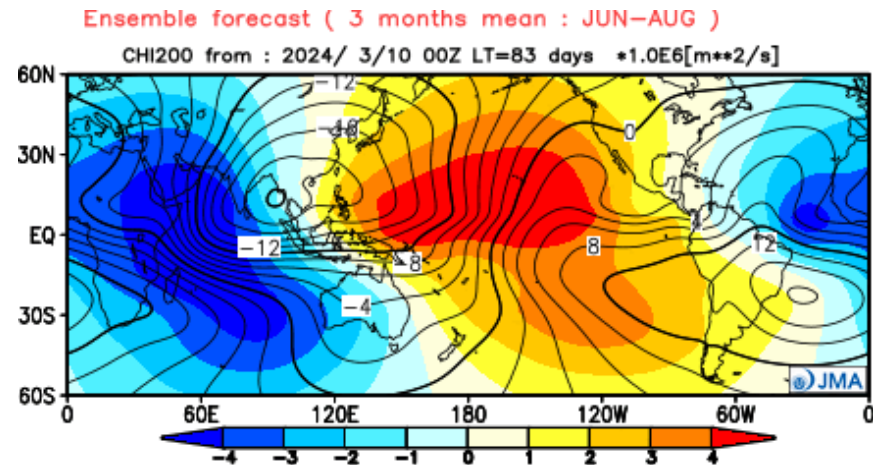 Ensemble forecast ( 3 months mean : JUN-AUG )
CHI200 from : 2024/ 3/10 00Z LT=83 days *1.0E6[m**2/s]
60N
30N
EQ
30S
60S
-12
0
-12
-8
8
12
-4
JMA
0 60E 120E 180 120W 60W 0
-4 -3 -2 -1 0 1 2 3 4